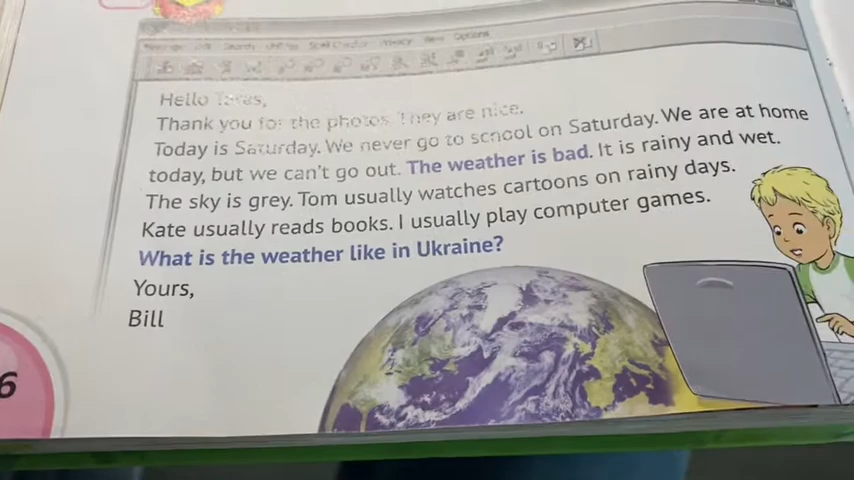 Hello Taras,
Thank you for the photos. They are nice.
Today is Saturday. We never go to school on Saturday. We are at home
today, but we can't go out. The weather is bad. It is rainy and wet.
The sky is grey. Tom usually watches cartoons on rainy days.
Kate usually reads books. I usually play computer games.
What is the weather like in Ukraine?
Yours,
Bill
6